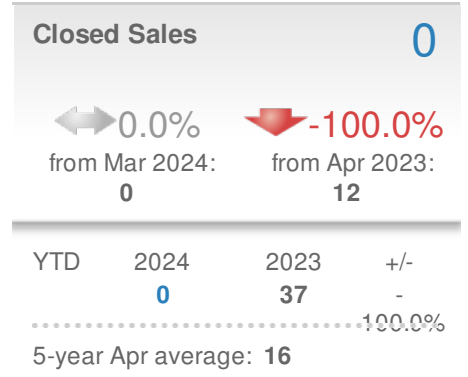 Closed Sales 0
0.0% -100.0%
from Mar 2024: from Apr 2023:
0 12
YTD 2024 2023 +/-
0 37 -
100.0%
5-year Apr average: 16